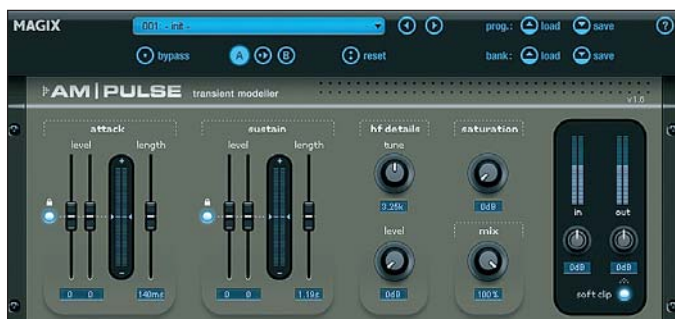 MAGIX
001: - init -
prog.: load save
?
bypass
A B
reset
bank: load save
AM|PULSE transient modeller
v1.0
attack
level length
0 0 140ms
sustain
level length
0 0 1.19s
hf details
tune
3.25k
level
0dB
saturation
0dB
mix
100%
in out
0dB 0dB
soft clip